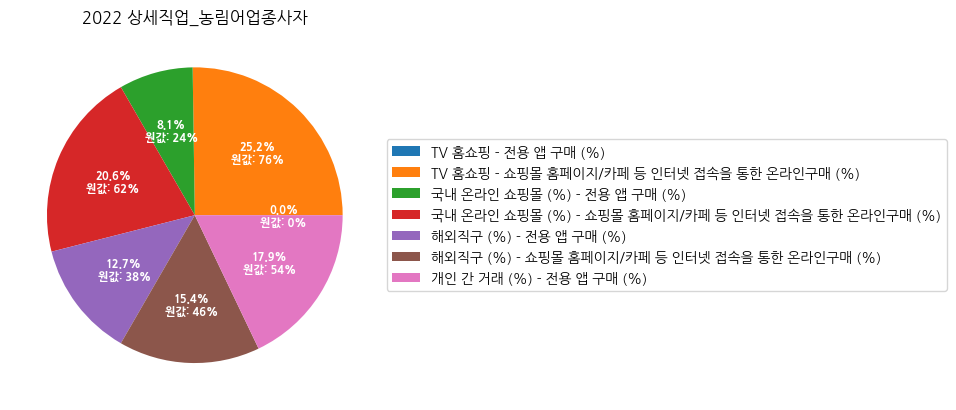 2022 상세직업_농림어업종사자
8.1%
원값: 24%
25.2%
원값: 76%
20.6%
원값: 62%
0.0%
원값: 0%
17.9%
원값: 54%
12.7%
원값: 38%
15.4%
원값: 46%
TV 홈쇼핑 - 전용 앱 구매 (%)
TV 홈쇼핑 - 쇼핑몰 홈페이지/카페 등 인터넷 접속을 통한 온라인구매 (%)
국내 온라인 쇼핑몰 (%) - 전용 앱 구매 (%)
국내 온라인 쇼핑몰 (%) - 쇼핑몰 홈페이지/카페 등 인터넷 접속을 통한 온라인구매 (%)
해외직구 (%) - 전용 앱 구매 (%)
해외직구 (%) - 쇼핑몰 홈페이지/카페 등 인터넷 접속을 통한 온라인구매 (%)
개인 간 거래 (%) - 전용 앱 구매 (%)